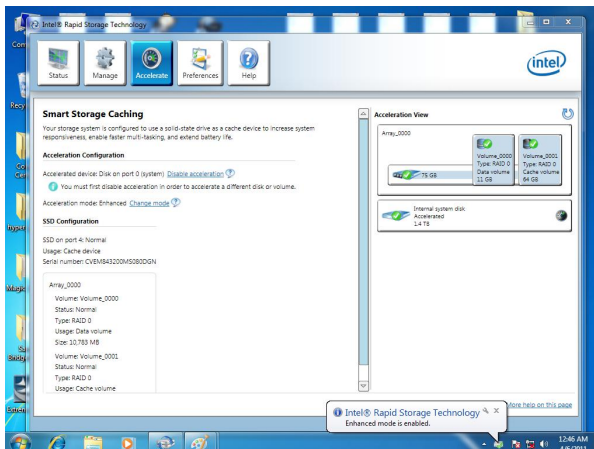 Intel® Rapid Storage Technology
Status
Manage
Accelerate
Preferences
Help
intel
Smart Storage Caching
Your storage system is configured to use a solid-state drive as a cache device to increase system
responsiveness, enable faster multi-tasking, and extend battery life.
Acceleration Configuration
Accelerated device: Disk on port 0 (system) Disable acceleration
You must first disable acceleration in order to accelerate a different disk or volume.
Acceleration mode: Enhanced Change mode
SSD Configuration
SSD on port 4: Normal
Usage: Cache device
Serial number: CVEM843200MS080DGN
Array_0000
Volume: Volume_0000
Status: Normal
Type: RAID 0
Usage: Data volume
Size: 10,783 MB
Volume: Volume_0001
Status: Normal
Type: RAID 0
Usage: Cache volume
Acceleration View
Array_0000
75 GB
Volume_0000
Type: RAID 0
Data volume
11 GB
Volume_0001
Type: RAID 0
Cache volume
64 GB
Internal system disk
Accelerated
1.4 TB
More help on this page
Intel® Rapid Storage Technology
Enhanced mode is enabled.
12:46 AM
4/6/2011